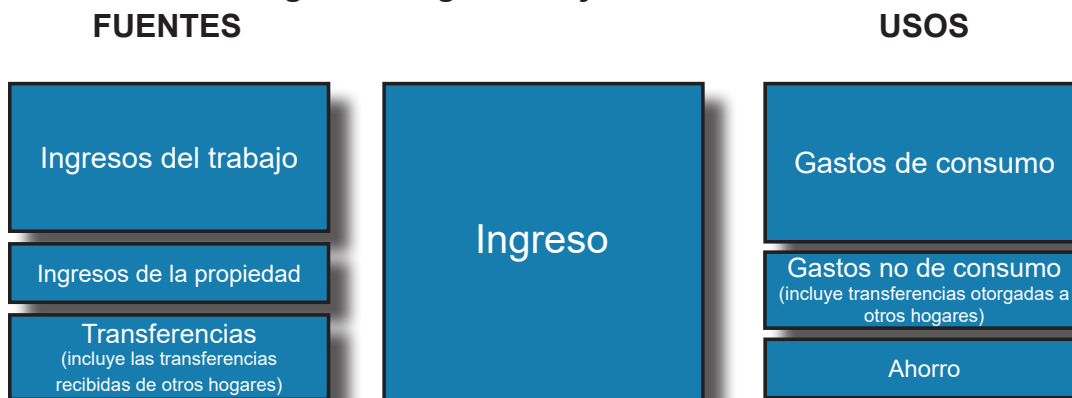 FUENTES
USOS
Ingresos del trabajo
Ingresos de la propiedad
Transferencias
(incluye las transferencias
recibidas de otros hogares)
Ingreso
Gastos de consumo
Gastos no de consumo
(incluye transferencias otorgadas a
otros hogares)
Ahorro